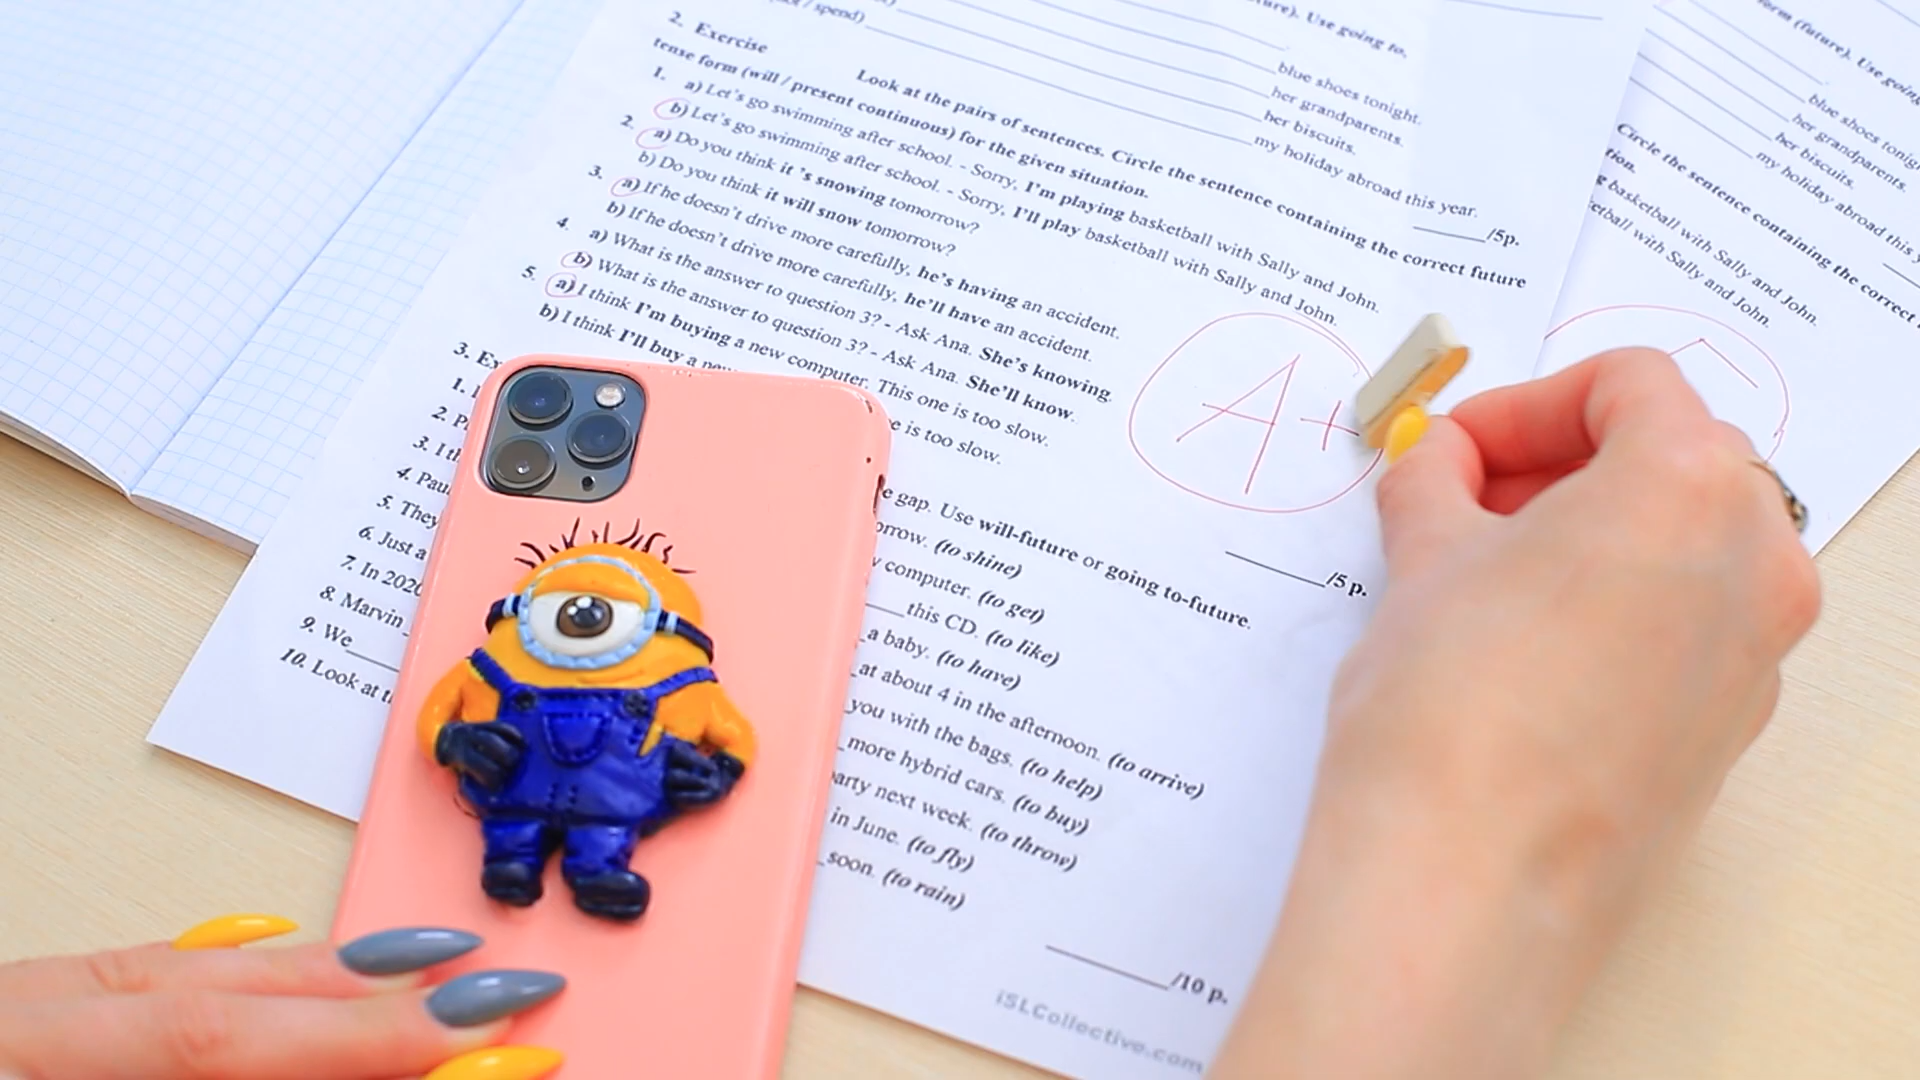 / spend)
2. Exercise
Look at the pairs of sentences. Circle the sentence containing the correct future
tense form (will / present continuous) for the given situation.
1. a) Let's go swimming after school. - Sorry, I'm playing basketball with Sally and John.
b) Let's go swimming after school. - Sorry, I'll play basketball with Sally and John.
2. a) Do you think it 's snowing tomorrow?
b) Do you think it will snow tomorrow?
3. a) If he doesn't drive more carefully, he's having an accident.
b) If he doesn't drive more carefully, he'll have an accident.
4. a) What is the answer to question 3? - Ask Ana. She's knowing.
b) What is the answer to question 3? - Ask Ana. She'll know.
5. a) I think I'm buying a new computer. This one is too slow.
b) I think I'll buy a new e is too slow.
Use going to,
blue shoes tonight.
her grandparents.
her biscuits.
my holiday abroad this year.
/5p.
A+
/5 p.
3. Ex e gap. Use will-future or going to-future.
1. I orrow. (to shine)
2. P computer. (to get)
3. I th this CD. (to like)
4. Pau a baby. (to have)
5. They at about 4 in the afternoon. (to arrive)
6. Just a you with the bags. (to help)
7. In 2020 more hybrid cars. (to buy)
8. Marvin arty next week. (to throw)
9. We in June. (to fly)
10. Look at t soon. (to rain)
/10 p.
iSLCollective.com
form (future). Use going
blue shoes tonigh
her grandparents.
her biscuits.
my holiday abroad this y
Circle the sentence containing the correct
tion.
g basketball with Sally and John.
etball with Sally and John.